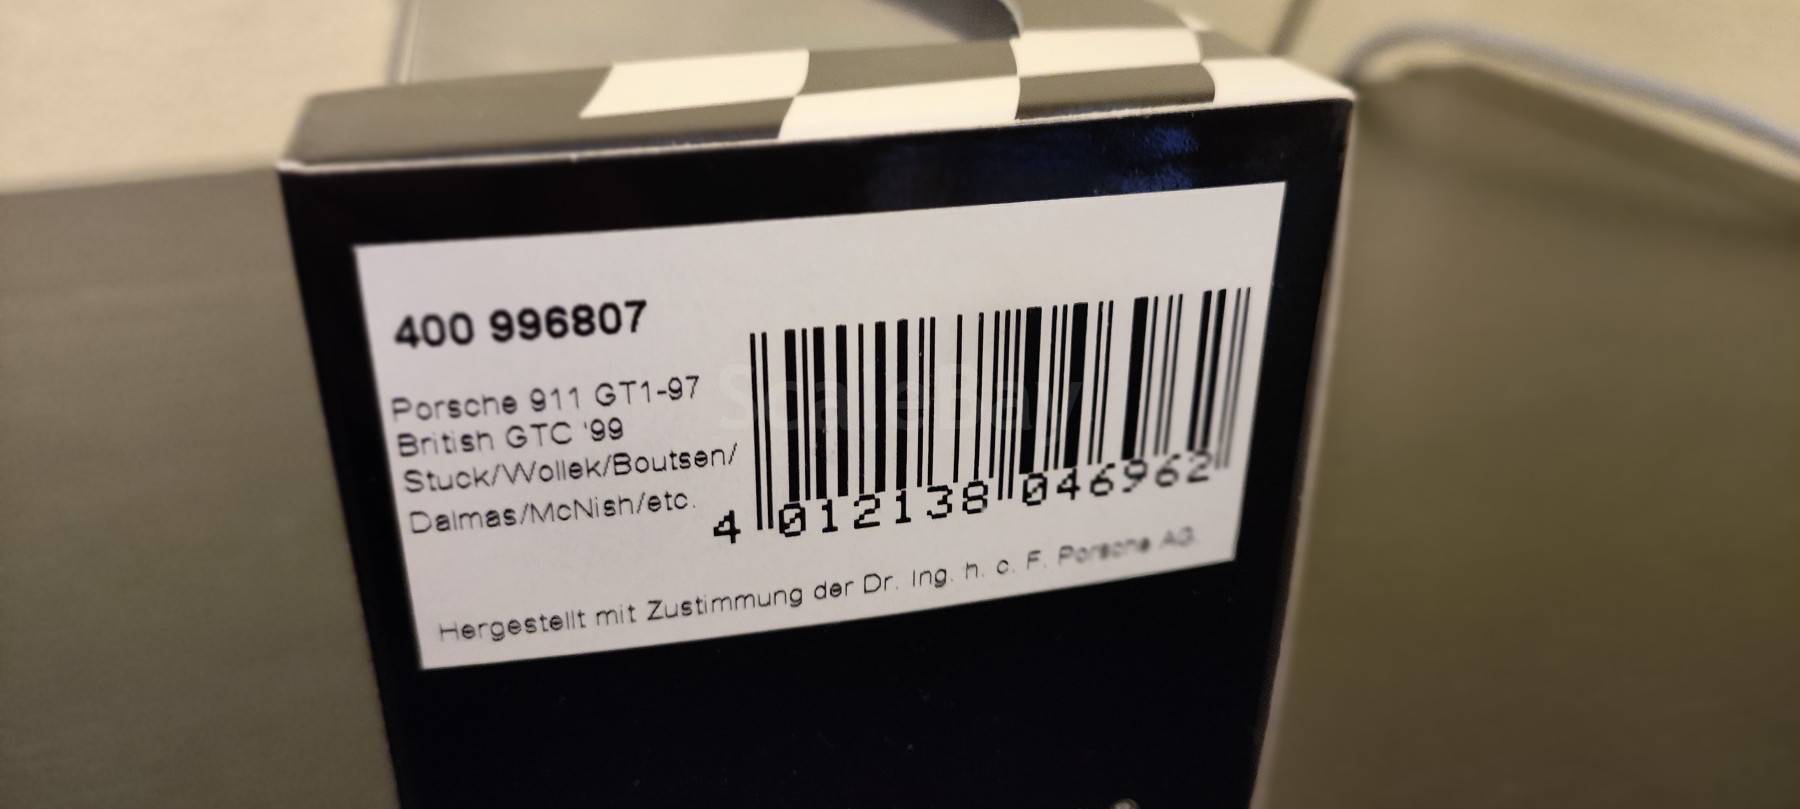 400 996807
Porsche 911 GT1-97
British GTC '99
Stuck/Wollek/Boutsen/
Dalmas/McNish/etc.
4 012138 046962
Hergestellt mit Zustimmung der Dr. Ing. h. c. F. Porsche AG.
ScaleBay